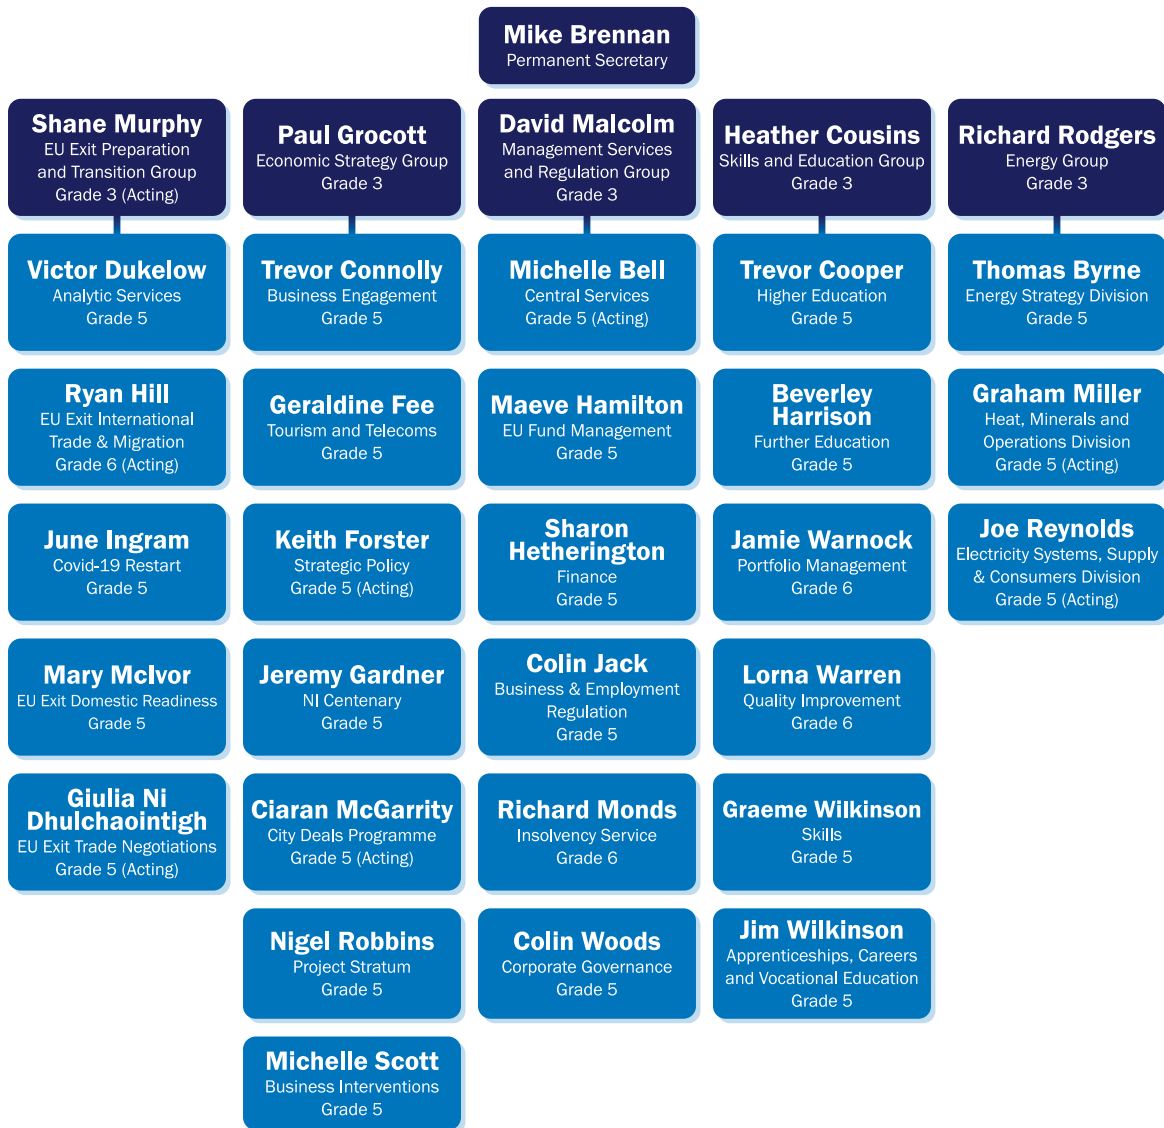 Mike Brennan
Permanent Secretary
Shane Murphy
EU Exit Preparation
and Transition Group
Grade 3 (Acting)
Paul Grocott
Economic Strategy Group
Grade 3
David Malcolm
Management Services
and Regulation Group
Grade 3
Heather Cousins
Skills and Education Group
Grade 3
Richard Rodgers
Energy Group
Grade 3
Victor Dukelow
Analytic Services
Grade 5
Trevor Connolly
Business Engagement
Grade 5
Michelle Bell
Central Services
Grade 5 (Acting)
Trevor Cooper
Higher Education
Grade 5
Thomas Byrne
Energy Strategy Division
Grade 5
Ryan Hill
EU Exit International
Trade & Migration
Grade 6 (Acting)
Geraldine Fee
Tourism and Telecoms
Grade 5
Maeve Hamilton
EU Fund Management
Grade 5
Beverley
Harrison
Further Education
Grade 5
Graham Miller
Heat, Minerals and
Operations Division
Grade 5 (Acting)
June Ingram
Covid-19 Restart
Grade 5
Keith Forster
Strategic Policy
Grade 5 (Acting)
Sharon
Hetherington
Finance
Grade 5
Jamie Warnock
Portfolio Management
Grade 6
Joe Reynolds
Electricity Systems, Supply
& Consumers Division
Grade 5 (Acting)
Mary McIvor
EU Exit Domestic Readiness
Grade 5
Jeremy Gardner
NI Centenary
Grade 5
Colin Jack
Business & Employment
Regulation
Grade 5
Lorna Warren
Quality Improvement
Grade 6
Giulia Ni
Dhulchaointigh
EU Exit Trade Negotiations
Grade 5 (Acting)
Ciaran McGarrity
City Deals Programme
Grade 5 (Acting)
Richard Monds
Insolvency Service
Grade 6
Graeme Wilkinson
Skills
Grade 5
Nigel Robbins
Project Stratum
Grade 5
Colin Woods
Corporate Governance
Grade 5
Jim Wilkinson
Apprenticeships, Careers
and Vocational Education
Grade 5
Michelle Scott
Business Interventions
Grade 5